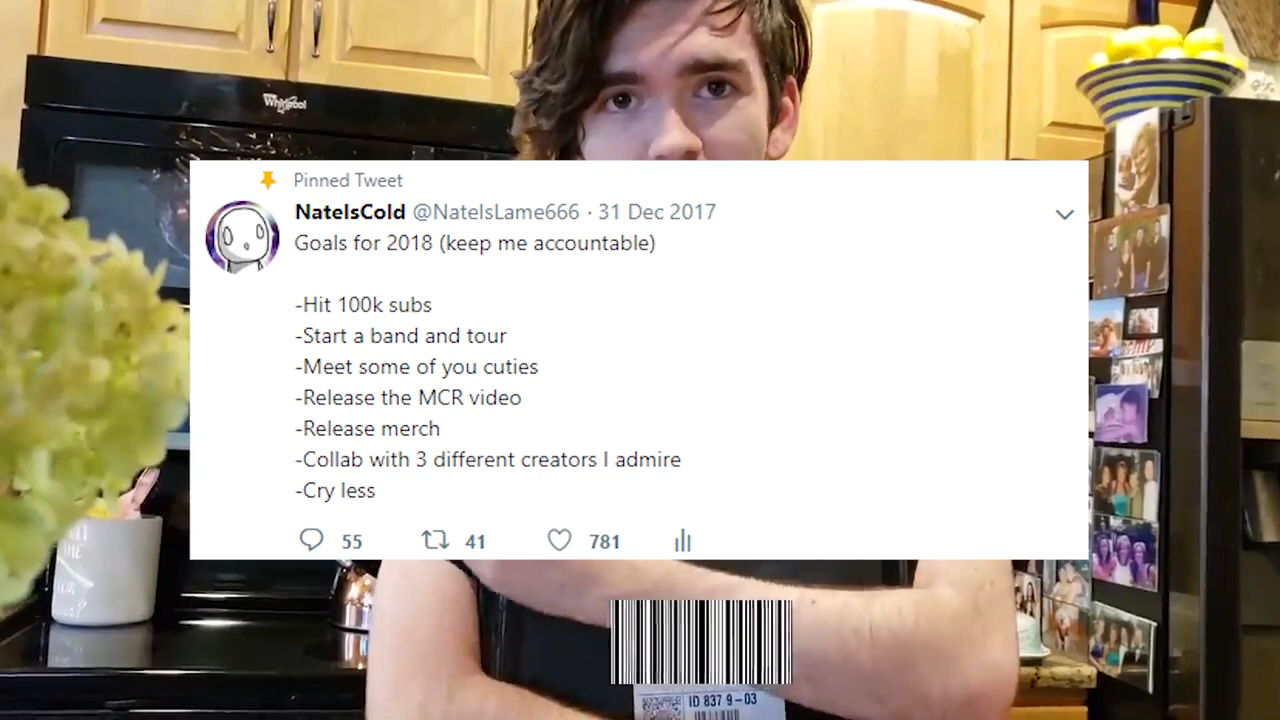 Whirlpool
Pinned Tweet
NateIsCold @NateIsLame666 · 31 Dec 2017
Goals for 2018 (keep me accountable)
-Hit 100k subs
-Start a band and tour
-Meet some of you cuties
-Release the MCR video
-Release merch
-Collab with 3 different creators I admire
-Cry less
55 41 781
ID 837 9-03